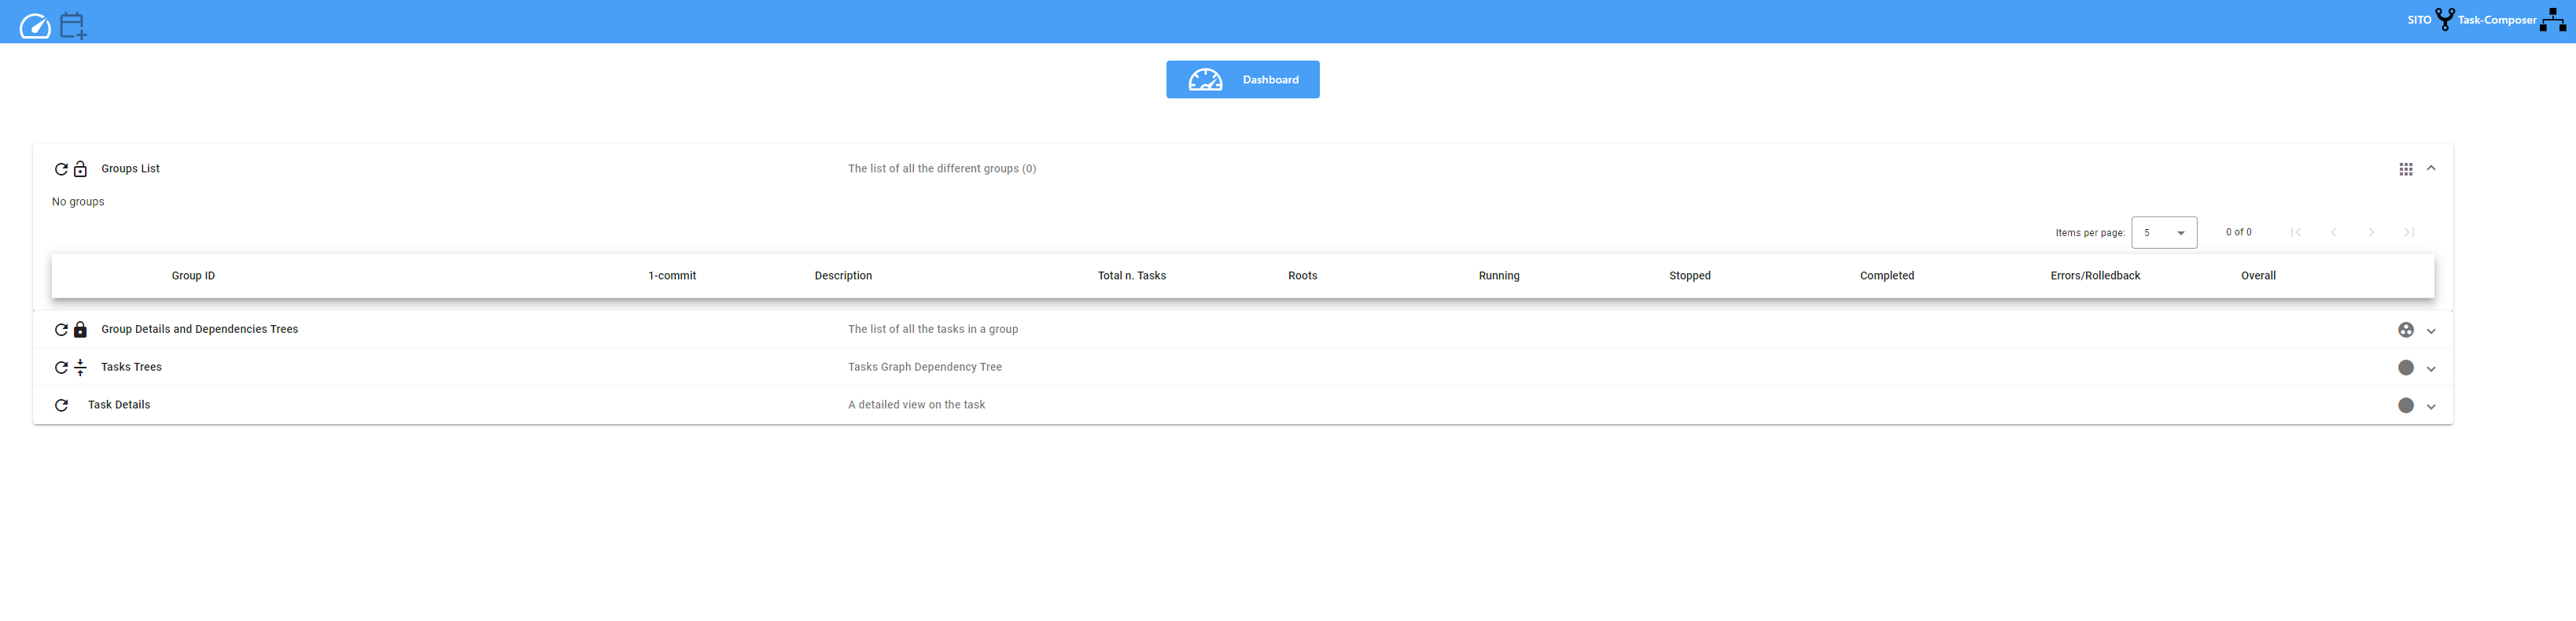 SITO Task-Composer
Dashboard
Groups List The list of all the different groups (0)
No groups
Items per page: 5 0 of 0
Group ID 1-commit Description Total n. Tasks Roots Running Stopped Completed Errors/Rolledback Overall
Group Details and Dependencies Trees The list of all the tasks in a group
Tasks Trees Tasks Graph Dependency Tree
Task Details A detailed view on the task